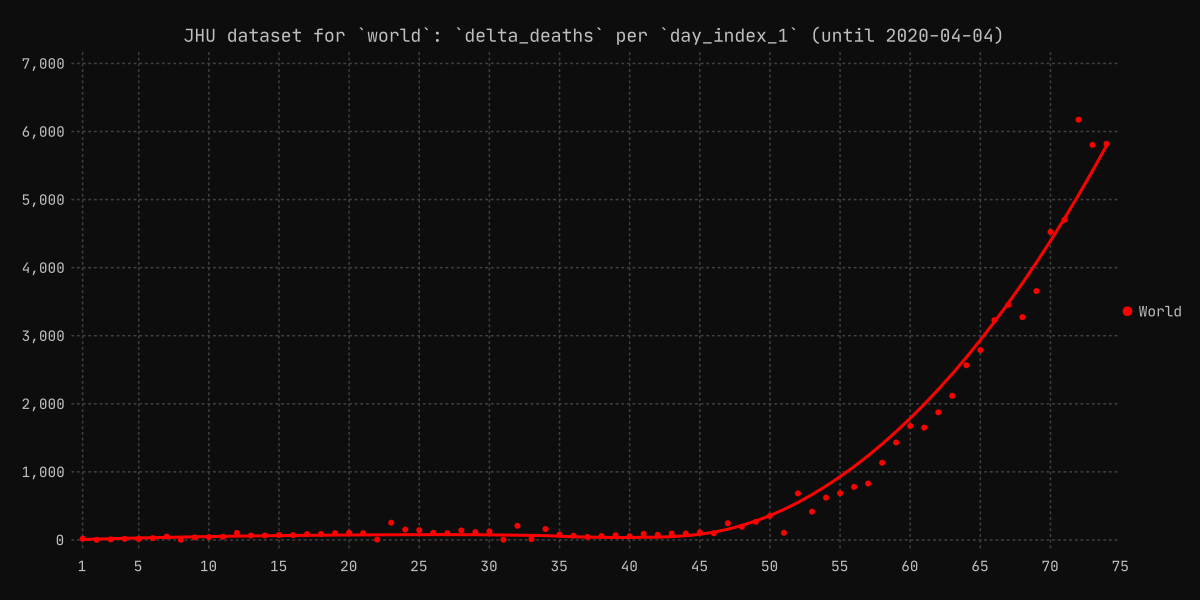 JHU dataset for `world`: `delta_deaths` per `day_index_1` (until 2020-04-04)
7,000
6,000
5,000
4,000
3,000
2,000
1,000
0
World
1 5 10 15 20 25 30 35 40 45 50 55 60 65 70 75